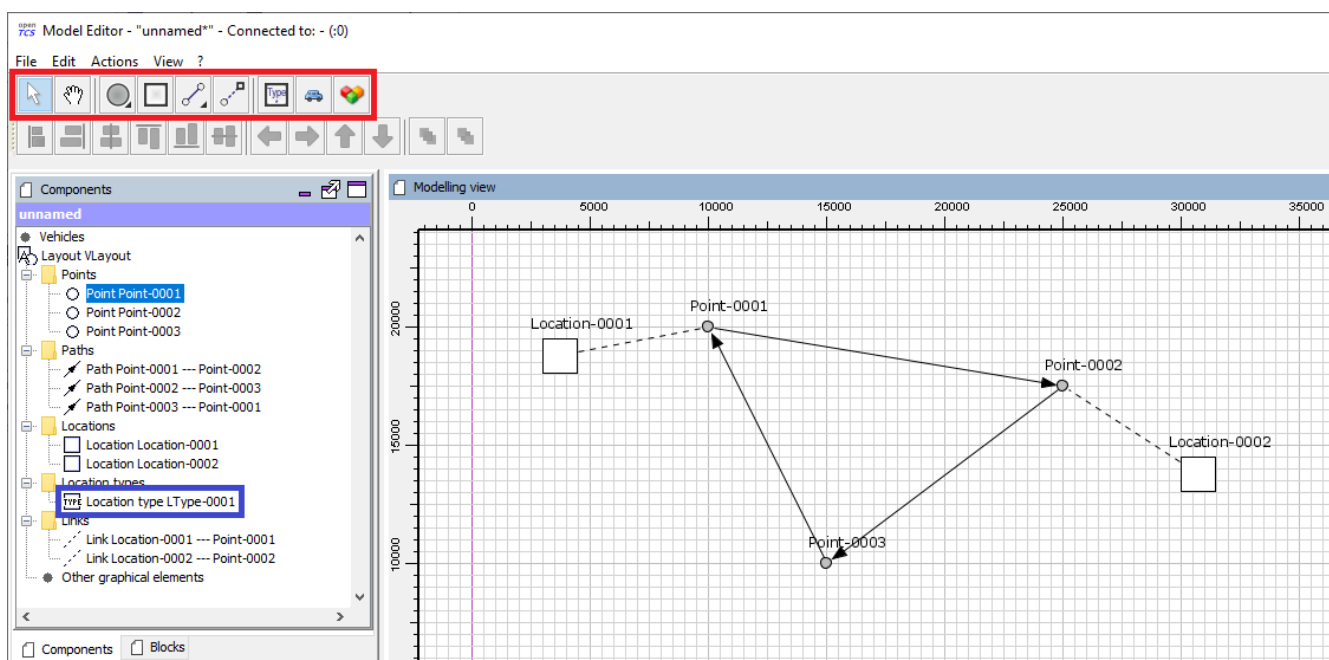 open TCS Model Editor - "unnamed*" - Connected to: - (:0)
File Edit Actions View ?
Type
Components
unnamed
Vehicles
Layout VLayout
Points
Point Point-0001
Point Point-0002
Point Point-0003
Paths
Path Point-0001 --- Point-0002
Path Point-0002 --- Point-0003
Path Point-0003 --- Point-0001
Locations
Location Location-0001
Location Location-0002
Location types
TYPE Location type LType-0001
Links
Link Location-0001 --- Point-0001
Link Location-0002 --- Point-0002
Other graphical elements
Components Blocks
Modelling view
0 5000 10000 15000 20000 25000 30000 35000
20000
15000
10000
Point-0001
Location-0001
Point-0002
Location-0002
Point-0003